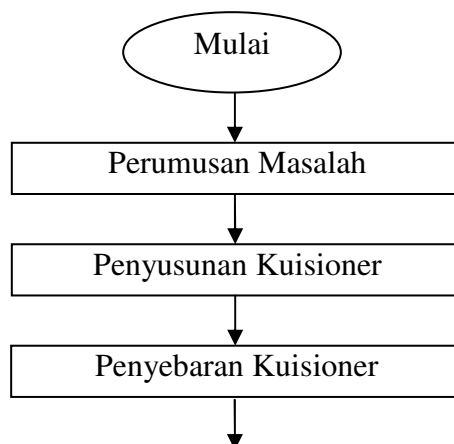 Mulai
Perumusan Masalah
Penyusunan Kuisioner
Penyebaran Kuisioner